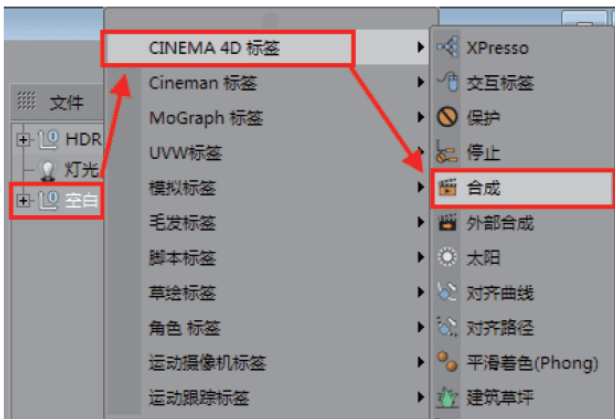 文件
HDR
灯光
空白
CINEMA 4D 标签
Cineman 标签
MoGraph 标签
UVW标签
模拟标签
毛发标签
脚本标签
草绘标签
角色 标签
运动摄像机标签
运动跟踪标签
XPresso
交互标签
保护
停止
合成
外部合成
太阳
对齐曲线
对齐路径
平滑着色(Phong)
建筑草坪